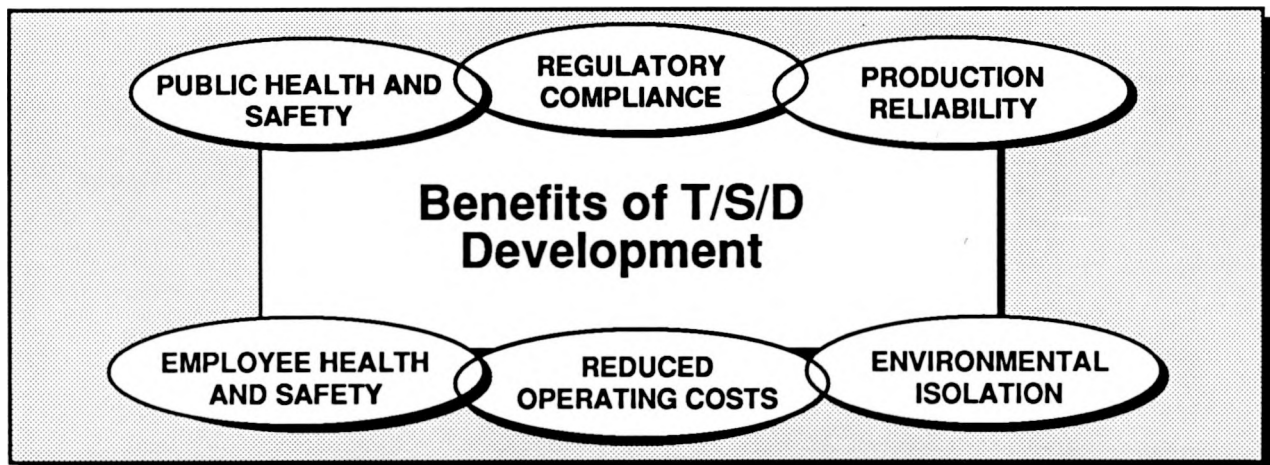 PUBLIC HEALTH AND
SAFETY
REGULATORY
COMPLIANCE
PRODUCTION
RELIABILITY
Benefits of T/S/D
Development
EMPLOYEE HEALTH
AND SAFETY
REDUCED
OPERATING COSTS
ENVIRONMENTAL
ISOLATION